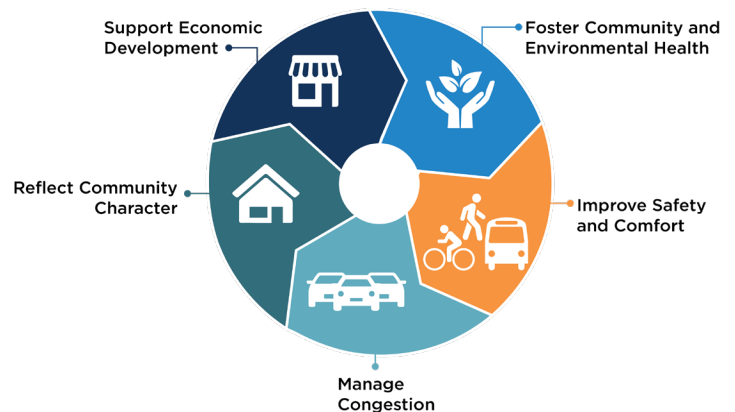 Support Economic
Development
Foster Community and
Environmental Health
Reflect Community
Character
Improve Safety
and Comfort
Manage
Congestion